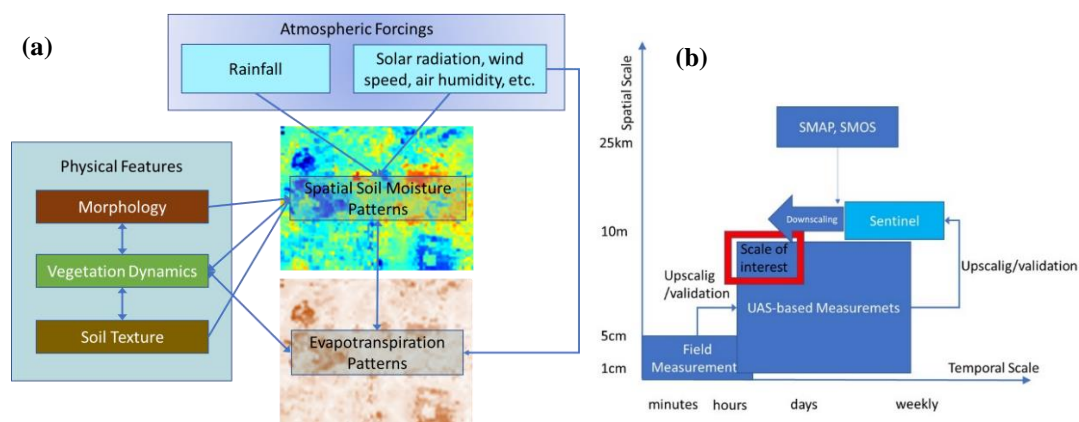 (a)
Atmospheric Forcings
Rainfall
Solar radiation, wind
speed, air humidity, etc.
Physical Features
Morphology
Vegetation Dynamics
Soil Texture
Spatial Soil Moisture
Patterns
Evapotranspiration
Patterns
(b)
Spatial Scale
25km
10m
5cm
1cm
SMAP, SMOS
Downscaling
Sentinel
Scale of
interest
Upscalig
/validation
UAS-based Measuremets
Upscalig/validation
Field
Measurement
Temporal Scale
minutes
hours
days
weekly